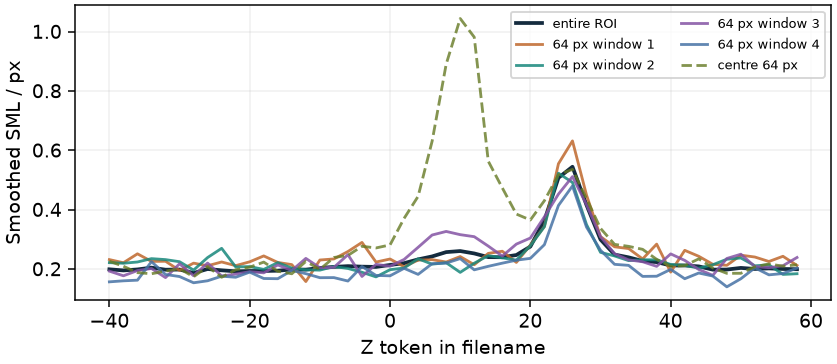 Smoothed SML / px
1.0
0.8
0.6
0.4
0.2
entire ROI
64 px window 1
64 px window 2
64 px window 3
64 px window 4
centre 64 px
−40
−20
0
20
40
60
Z token in filename